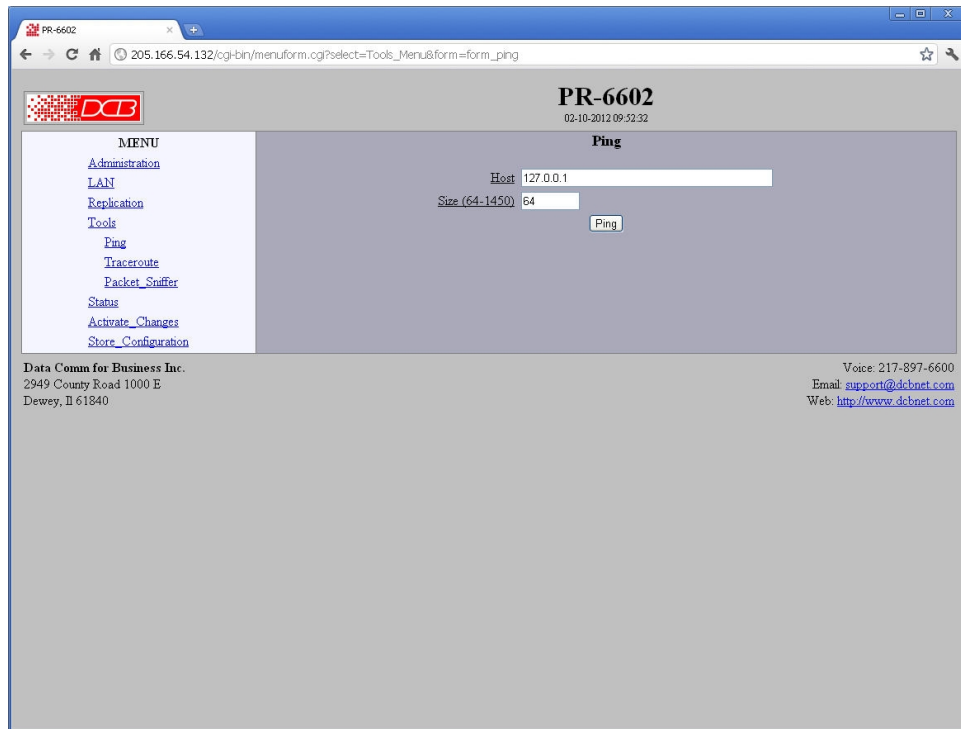 PR-6602
205.166.54.132/cgi-bin/menuform.cgi?select=Tools_Menu&form=form_ping
DCB
PR-6602
02-10-2012 09:52:32
MENU
Administration
LAN
Replication
Tools
Ping
Traceroute
Packet_Sniffer
Status
Activate_Changes
Store_Configuration
Ping
Host 127.0.0.1
Size (64-1450) 64
Ping
Data Comm for Business Inc.
2949 County Road 1000 E
Dewey, Il 61840
Voice: 217-897-6600
Email: support@dcbnet.com
Web: http://www.dcbnet.com